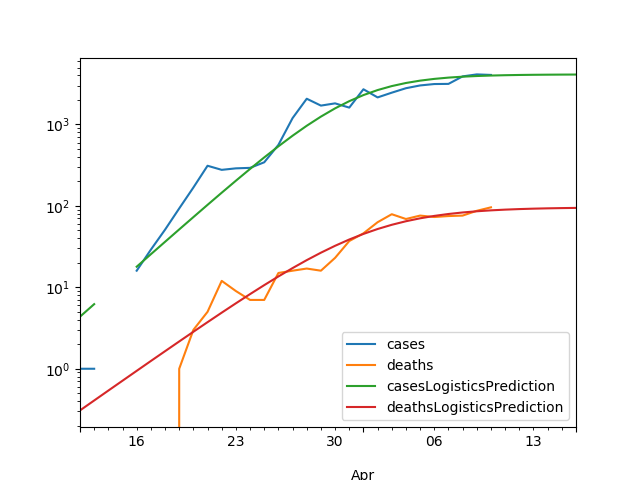 10³
10²
10¹
10⁰
cases
deaths
casesLogisticsPrediction
deathsLogisticsPrediction
16 23 30 06 13
Apr